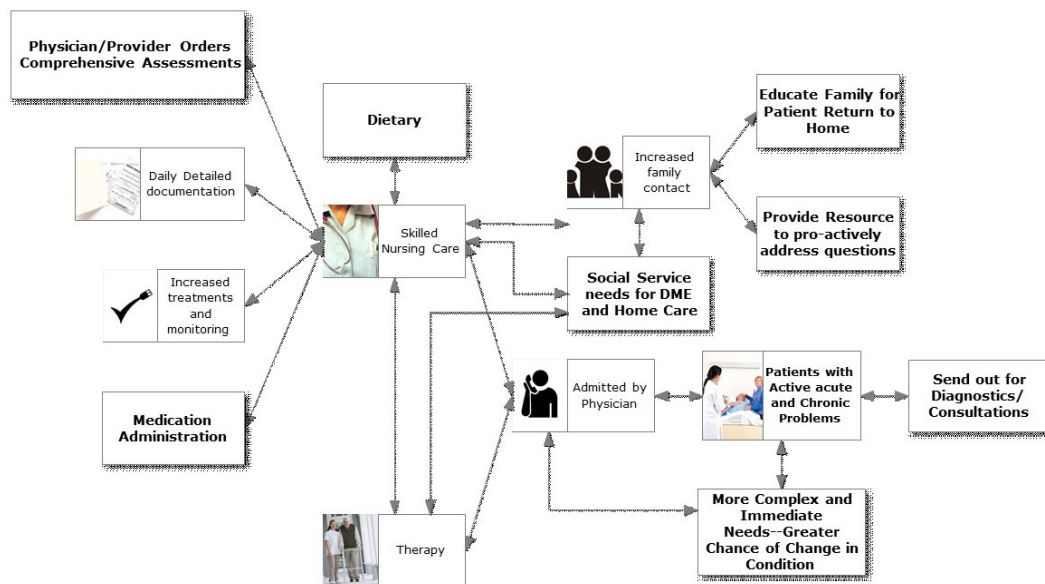 Physician/Provider Orders
Comprehensive Assessments
Dietary
Educate Family for
Patient Return to
Home
Daily Detailed
documentation
Increased
family
contact
Skilled
Nursing Care
Provide Resource
to pro-actively
address questions
Increased
treatments
and
monitoring
Social Service
needs for DME
and Home Care
Admitted by
Physician
Patients with
Active acute
and Chronic
Problems
Send out for
Diagnostics/
Consultations
Medication
Administration
More Complex and
Immediate
Needs--Greater
Chance of Change in
Condition
Therapy